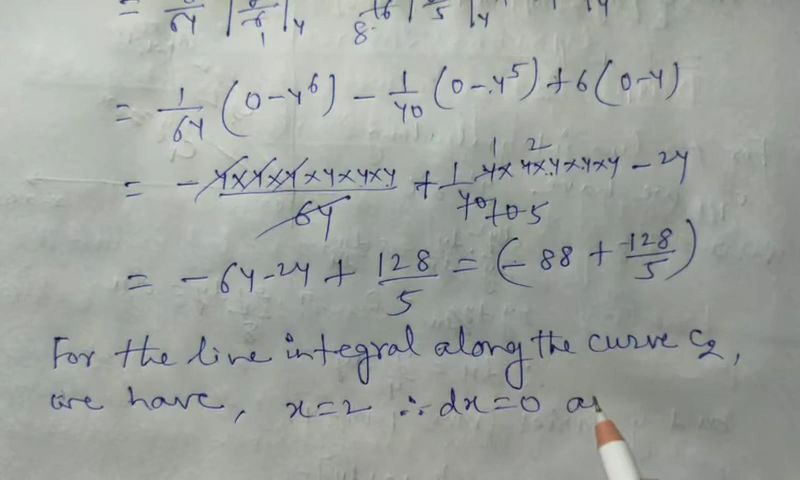 = 1/64 (0-4⁶) - 1/40 (0-4⁵) + 6(0-4)
= - 4×4×4×4×4×4/64 + 1/40 4×4×4×4×4 - 24
= -64-24 + 128/5 = (-88 + 128/5)
For the line integral along the curve C₂,
we have, x=2 ∴ dx=0 a